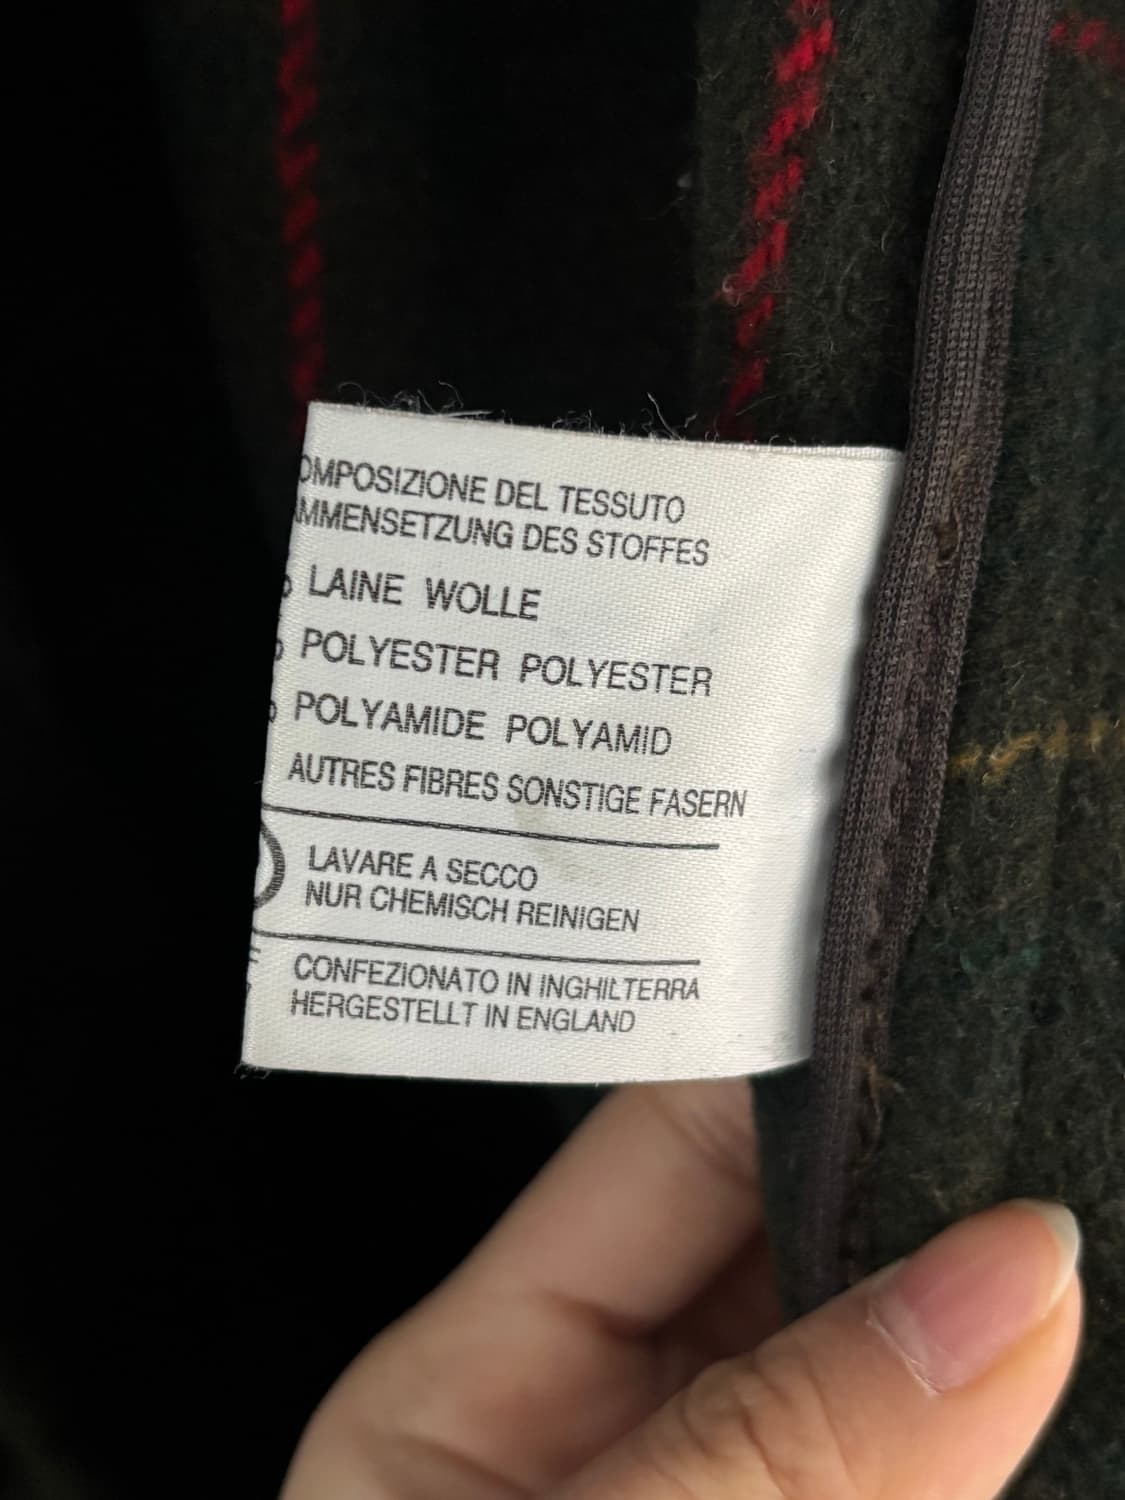 OMPOSIZIONE DEL TESSUTO
MMENSETZUNG DES STOFFES
LAINE WOLLE
POLYESTER POLYESTER
POLYAMIDE POLYAMID
AUTRES FIBRES SONSTIGE FASERN
LAVARE A SECCO
NUR CHEMISCH REINIGEN
CONFEZIONATO IN INGHILTERRA
HERGESTELLT IN ENGLAND